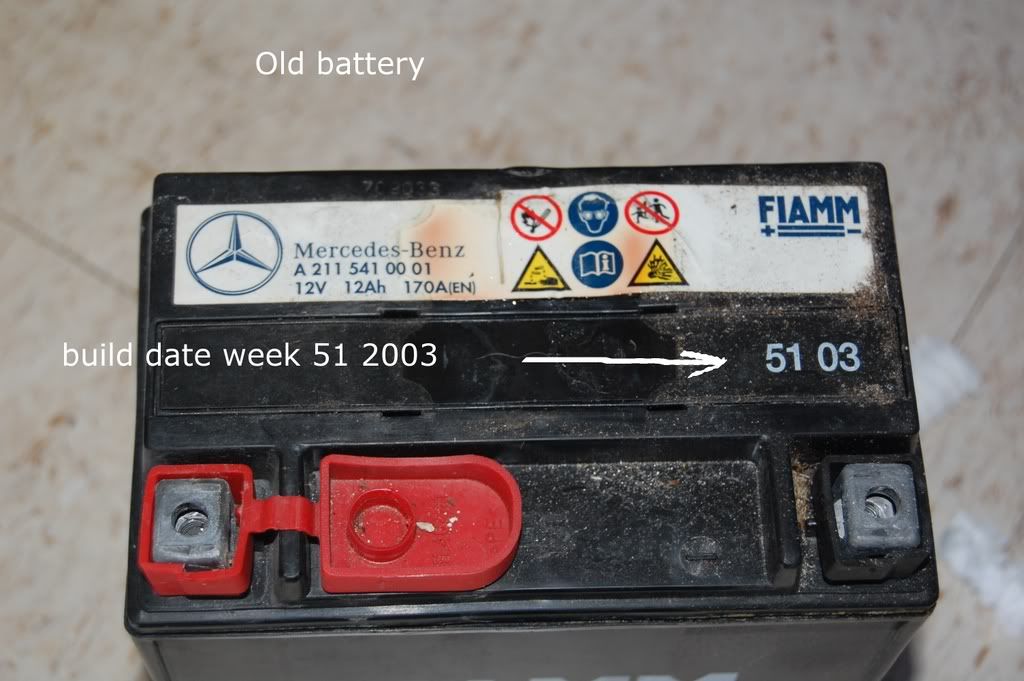 Old battery
709033
Mercedes-Benz
A 211 541 00 01
12V 12Ah 170A(EN)
FIAMM
+ -
build date week 51 2003
51 03